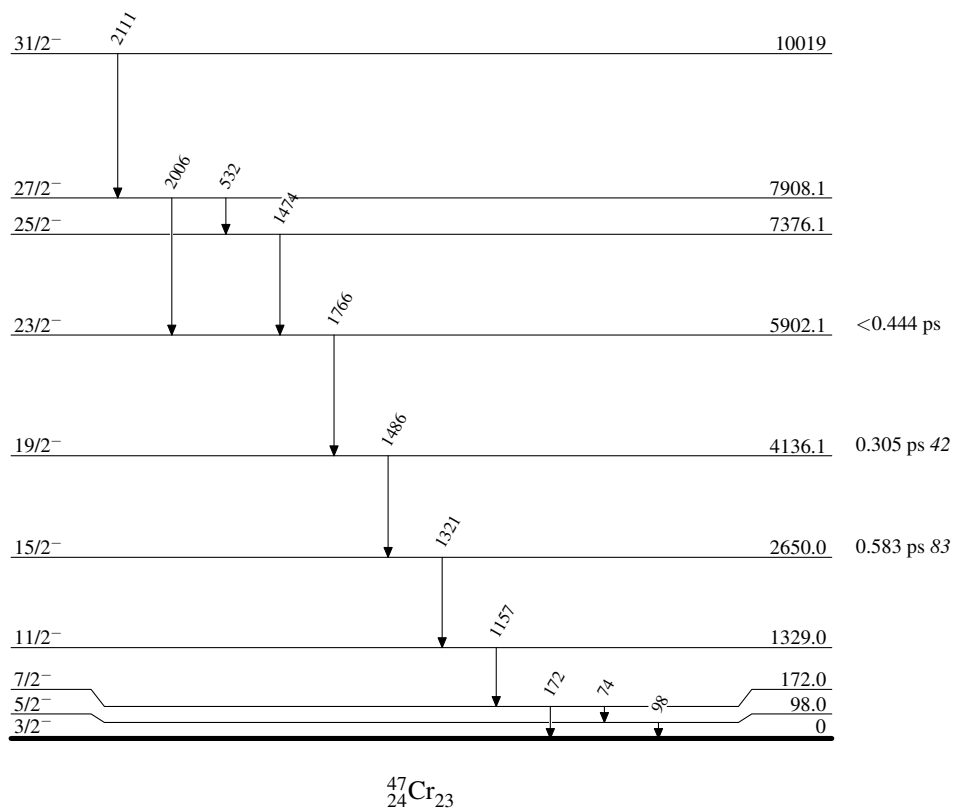 2111
31/2⁻ 10019
2006 532
27/2⁻ 7908.1
1474
25/2⁻ 7376.1
1766
23/2⁻ 5902.1 <0.444 ps
1486
19/2⁻ 4136.1 0.305 ps 42
1321
15/2⁻ 2650.0 0.583 ps 83
1157
11/2⁻ 1329.0
172 74 98
7/2⁻ 172.0
5/2⁻ 98.0
3/2⁻ 0
⁴⁷₂₄Cr₂₃